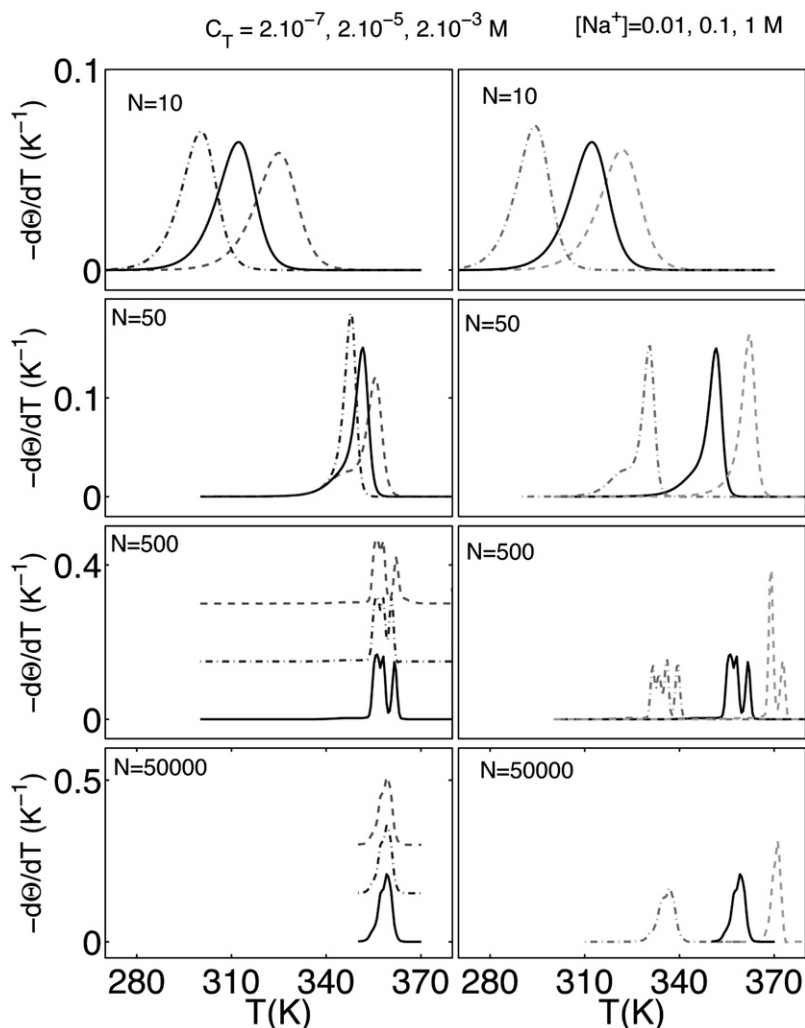 C_T = 2.10⁻⁷, 2.10⁻⁵, 2.10⁻³ M
[Na⁺]=0.01, 0.1, 1 M
0.1
N=10
N=10
0
−dΘ/dT (K⁻¹)
N=50
N=50
0.1
0
−dΘ/dT (K⁻¹)
N=500
N=500
0.4
0
−dΘ/dT (K⁻¹)
N=50000
N=50000
0.5
0
−dΘ/dT (K⁻¹)
280 310 340 370
280 310 340 370
T(K)
T(K)